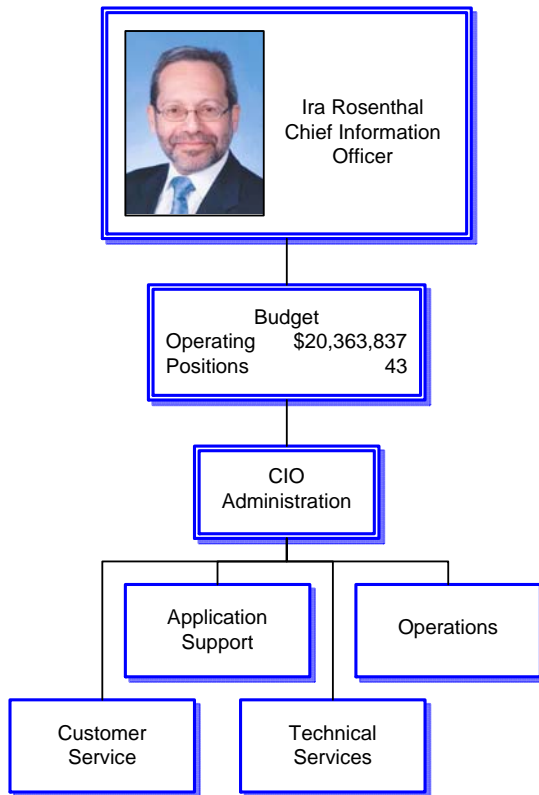 Ira Rosenthal
Chief Information
Officer
Budget
Operating $20,363,837
Positions 43
CIO
Administration
Application
Support
Operations
Customer
Service
Technical
Services